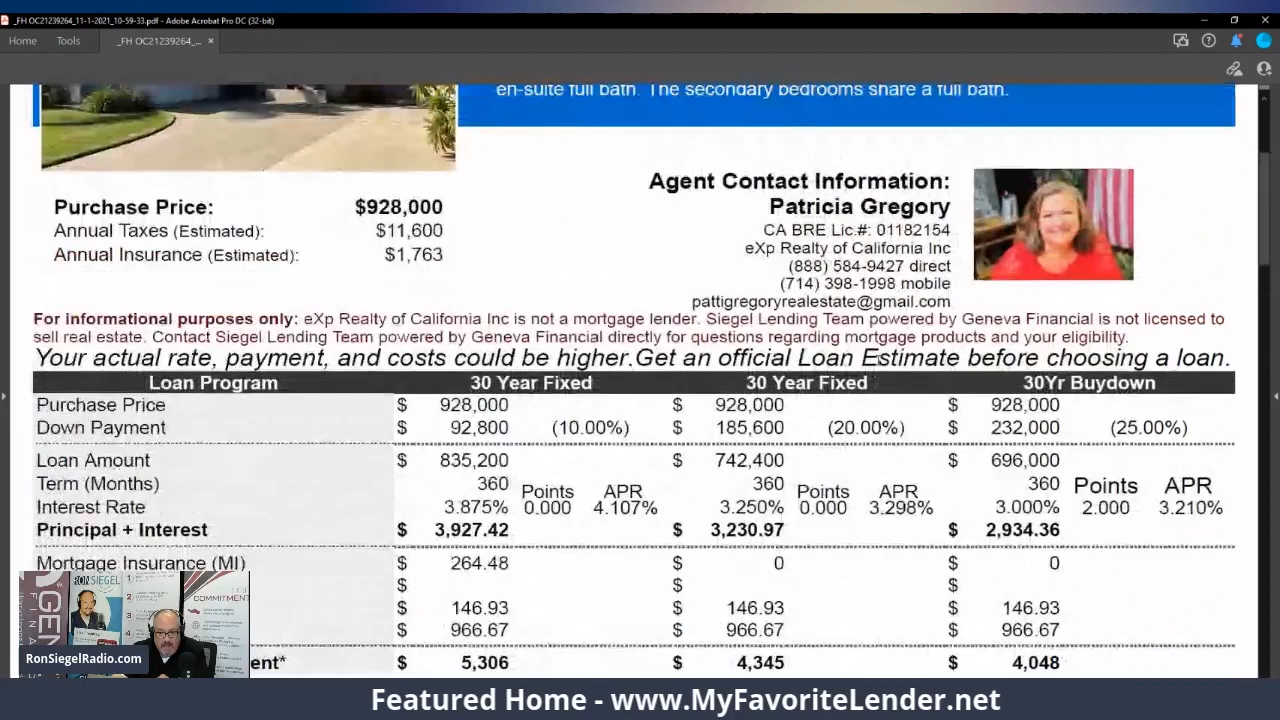 _FH OC21239264_11-1-2021_10-59-33.pdf - Adobe Acrobat Pro DC (32-bit)
Home Tools _FH OC21239264_... ×
en-suite full bath. The secondary bedrooms share a full bath.
Agent Contact Information:
Patricia Gregory
CA BRE Lic.#: 01182154
eXp Realty of California Inc
(888) 584-9427 direct
(714) 398-1998 mobile
pattigregoryrealestate@gmail.com
Purchase Price: $928,000
Annual Taxes (Estimated): $11,600
Annual Insurance (Estimated): $1,763
For informational purposes only: eXp Realty of California Inc is not a mortgage lender. Siegel Lending Team powered by Geneva Financial is not licensed to
sell real estate. Contact Siegel Lending Team powered by Geneva Financial directly for questions regarding mortgage products and your eligibility.
Your actual rate, payment, and costs could be higher.Get an official Loan Estimate before choosing a loan.
Loan Program 30 Year Fixed 30 Year Fixed 30Yr Buydown
Purchase Price $ 928,000 $ 928,000 $ 928,000
Down Payment $ 92,800 (10.00%) $ 185,600 (20.00%) $ 232,000 (25.00%)
Loan Amount $ 835,200 $ 742,400 $ 696,000
Term (Months) 360 Points APR 360 Points APR 360 Points APR
Interest Rate 3.875% 0.000 4.107% 3.250% 0.000 3.298% 3.000% 2.000 3.210%
Principal + Interest $ 3,927.42 $ 3,230.97 $ 2,934.36
Mortgage Insurance (MI) $ 264.48 $ 0 $ 0
$ $ $
$ 146.93 $ 146.93 $ 146.93
$ 966.67 $ 966.67 $ 966.67
ent* $ 5,306 $ 4,345 $ 4,048
RON SIEGEL
COMMITMENT
RonSiegelRadio.com
Featured Home - www.MyFavoriteLender.net